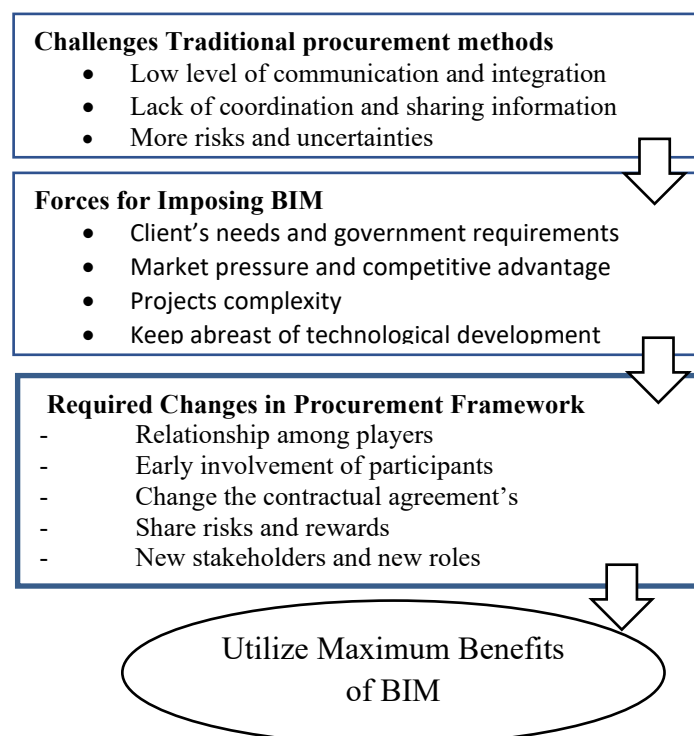 Challenges Traditional procurement methods
• Low level of communication and integration
• Lack of coordination and sharing information
• More risks and uncertainties
Forces for Imposing BIM
• Client’s needs and government requirements
• Market pressure and competitive advantage
• Projects complexity
• Keep abreast of technological development
Required Changes in Procurement Framework
- Relationship among players
- Early involvement of participants
- Change the contractual agreement’s
- Share risks and rewards
- New stakeholders and new roles
Utilize Maximum Benefits
of BIM